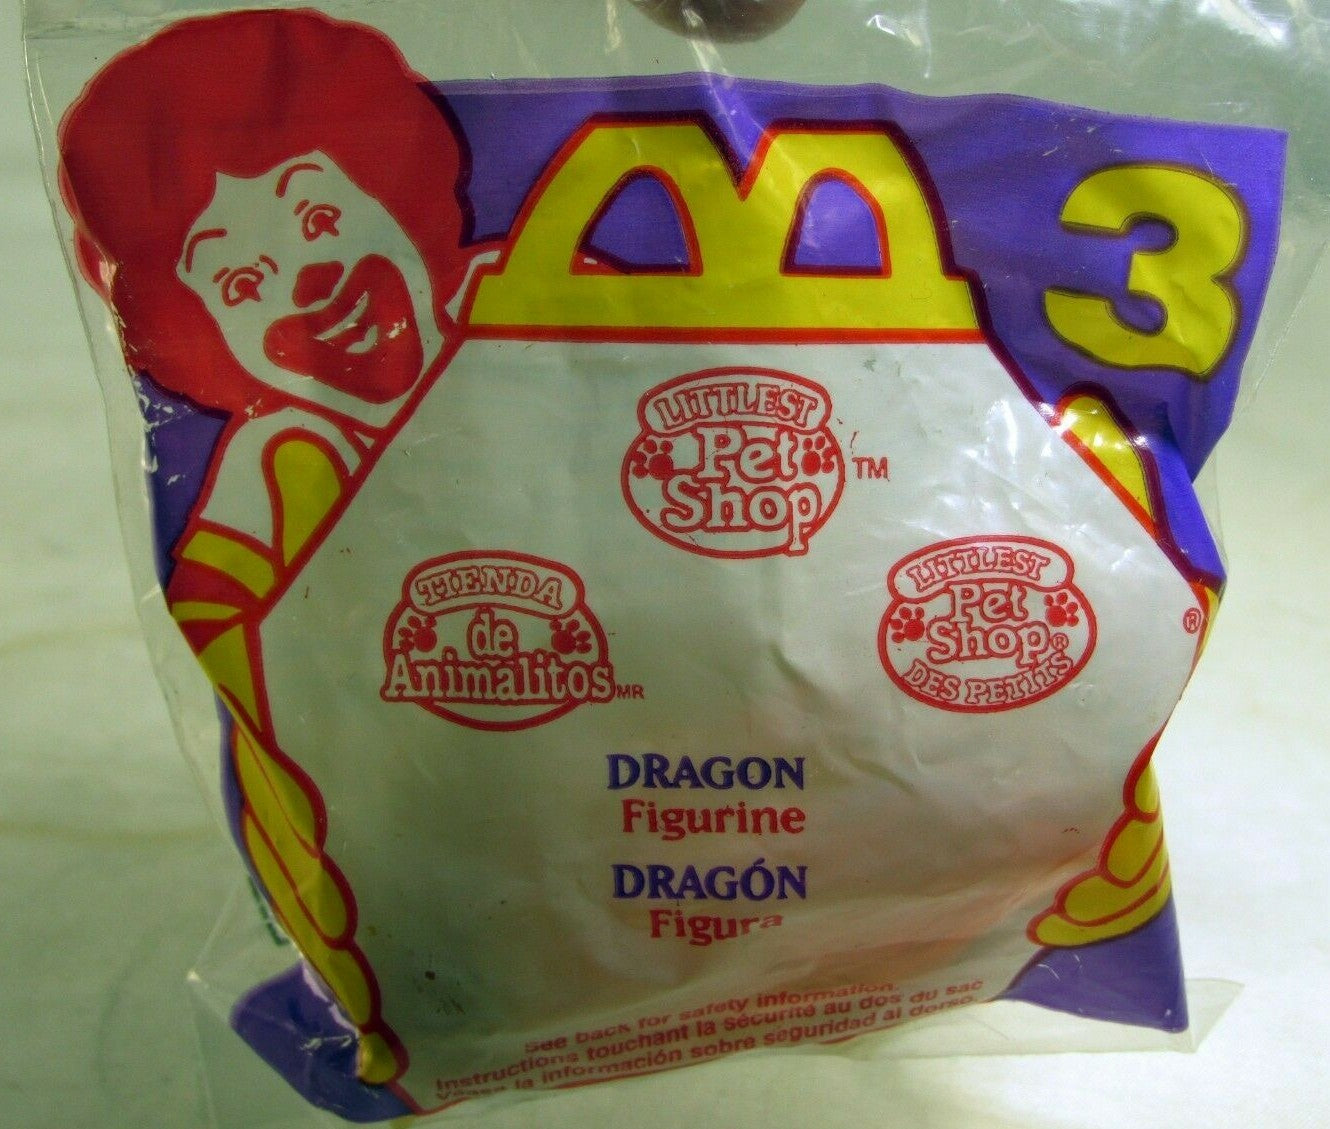 3
LITTLEST
Pet
Shop
TM
TIENDA
de
Animalitos
MR
LITTLEST
Pet
Shop®
DES PETITS
®
DRAGON
Figurine
DRAGÓN
Figura
See back for safety information.
Instructions touchant la sécurité au dos du sac
Vease la información sobre seguridad al dorso.